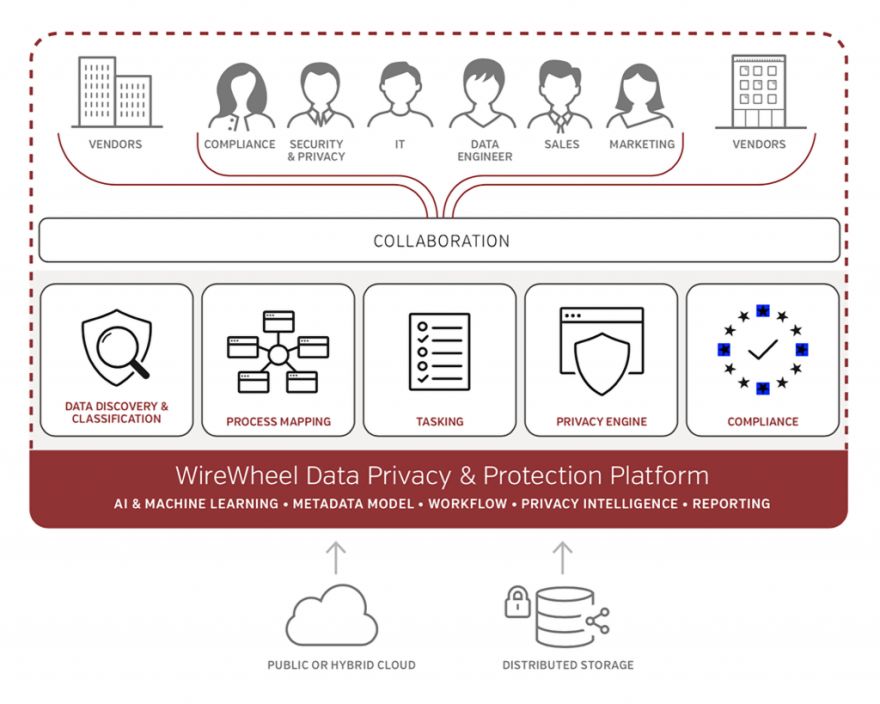 VENDORS
COMPLIANCE
SECURITY
& PRIVACY
IT
DATA
ENGINEER
SALES
MARKETING
VENDORS
COLLABORATION
DATA DISCOVERY &
CLASSIFICATION
PROCESS MAPPING
TASKING
PRIVACY ENGINE
COMPLIANCE
WireWheel Data Privacy & Protection Platform
AI & MACHINE LEARNING • METADATA MODEL • WORKFLOW • PRIVACY INTELLIGENCE • REPORTING
PUBLIC OR HYBRID CLOUD
DISTRIBUTED STORAGE